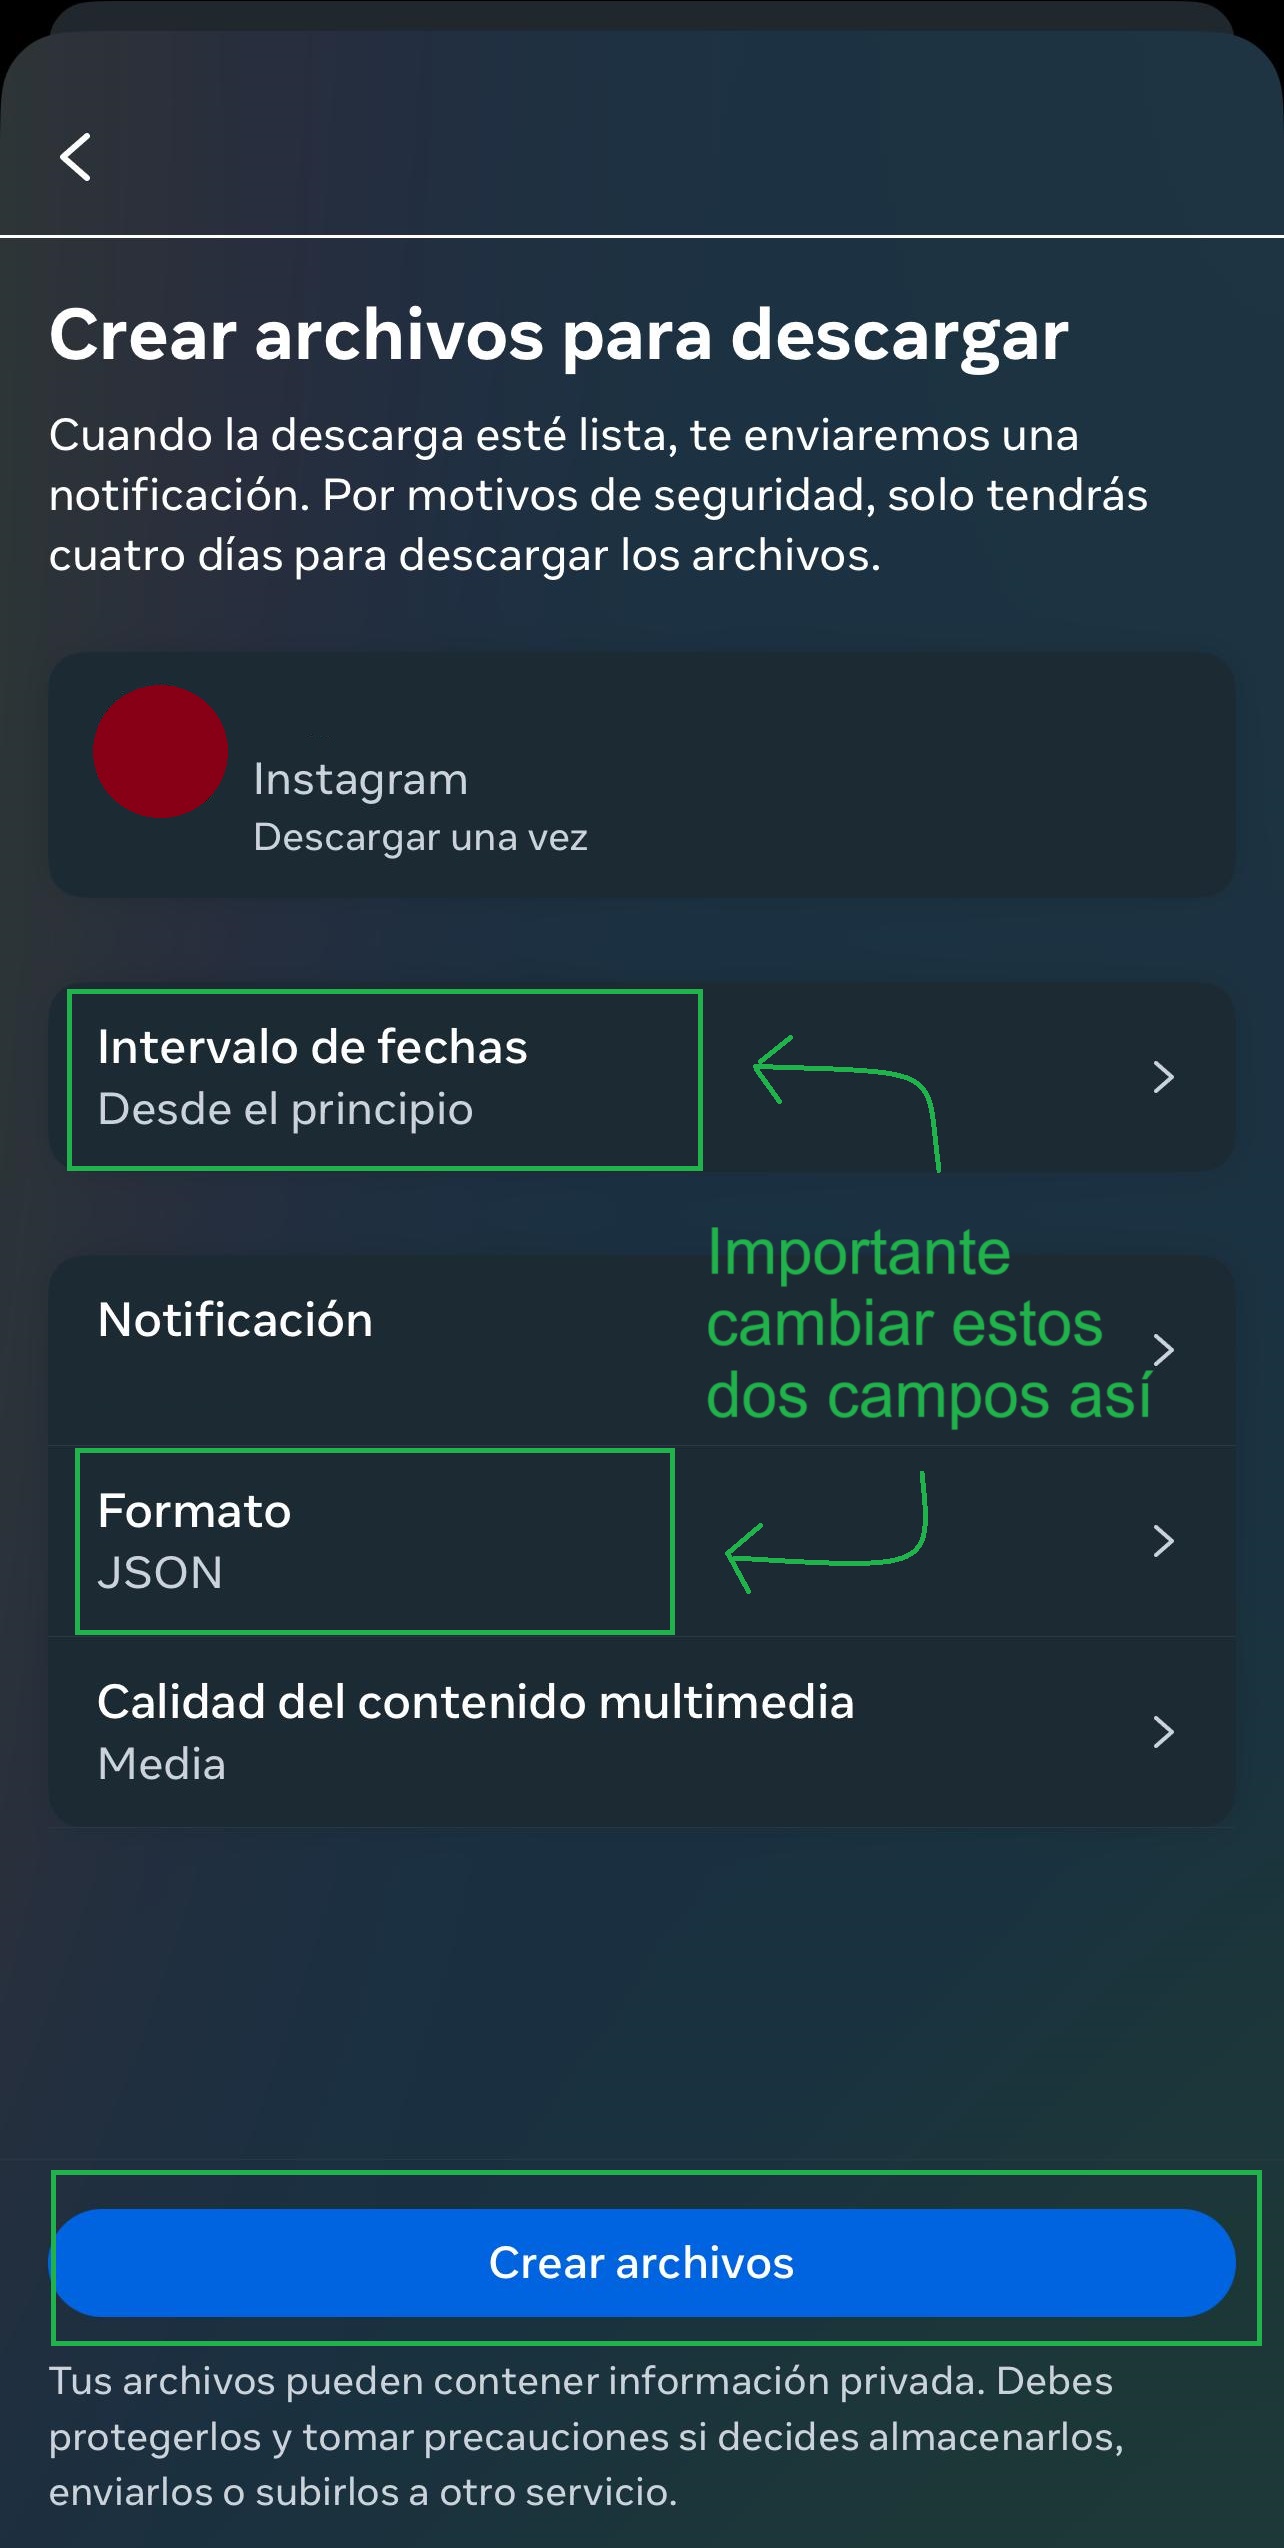 Crear archivos para descargar
Cuando la descarga esté lista, te enviaremos una
notificación. Por motivos de seguridad, solo tendrás
cuatro días para descargar los archivos.
Instagram
Descargar una vez
Intervalo de fechas
Desde el principio
Importante
cambiar estos
dos campos así
Notificación
Formato
JSON
Calidad del contenido multimedia
Media
Crear archivos
Tus archivos pueden contener información privada. Debes
protegerlos y tomar precauciones si decides almacenarlos,
enviarlos o subirlos a otro servicio.